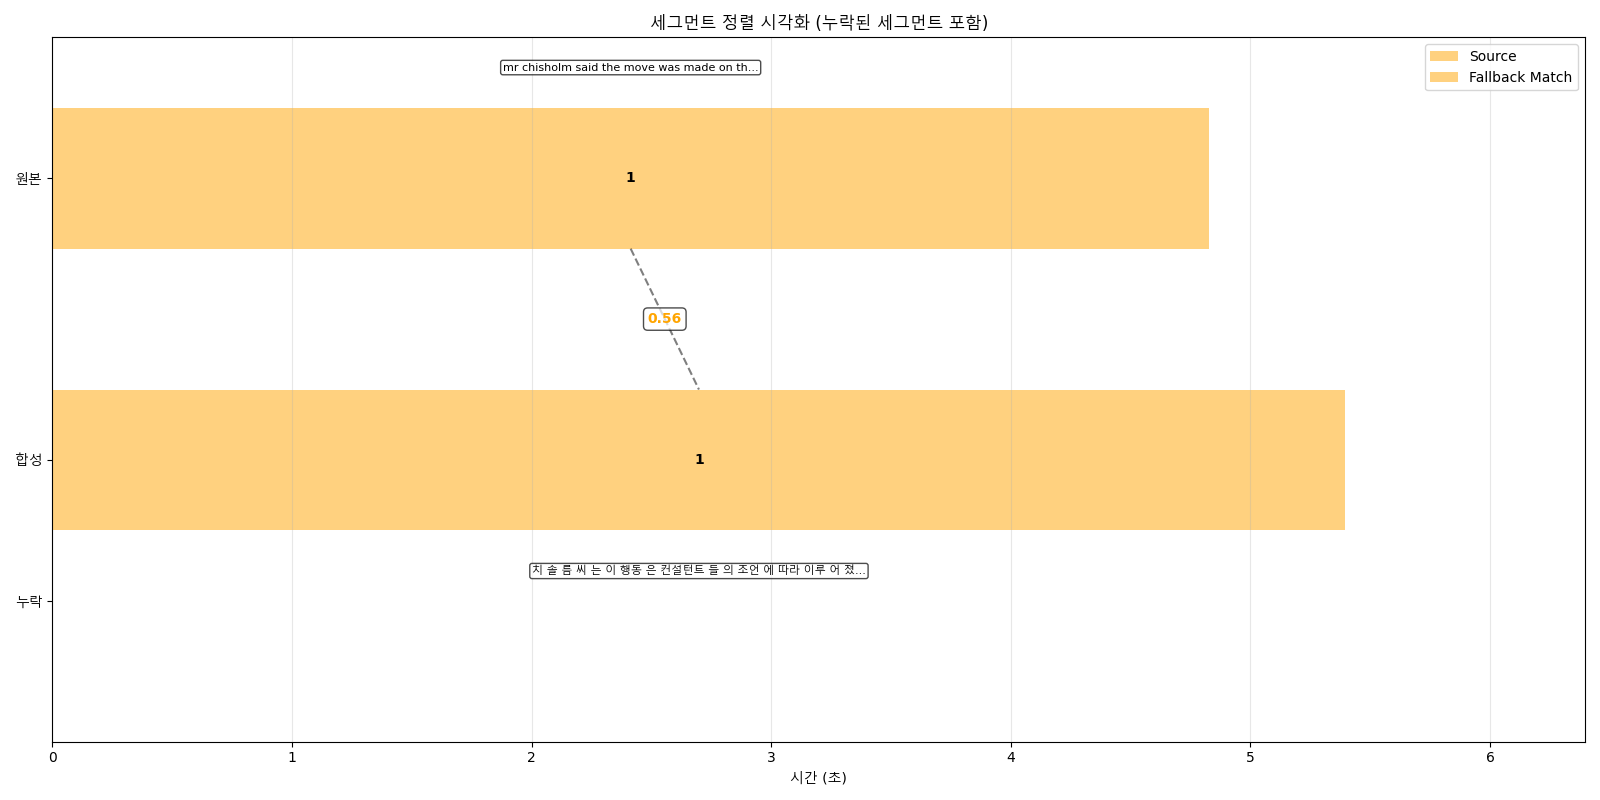 세그먼트 정렬 시각화 (누락된 세그먼트 포함)
Source
Fallback Match
mr chisholm said the move was made on th...
원본
1
0.56
합성
1
치 솔 름 씨 는 이 행동 은 컨설턴트 들 의 조언 에 따라 이루 어 졌...
누락
0 1 2 3 4 5 6
시간 (초)